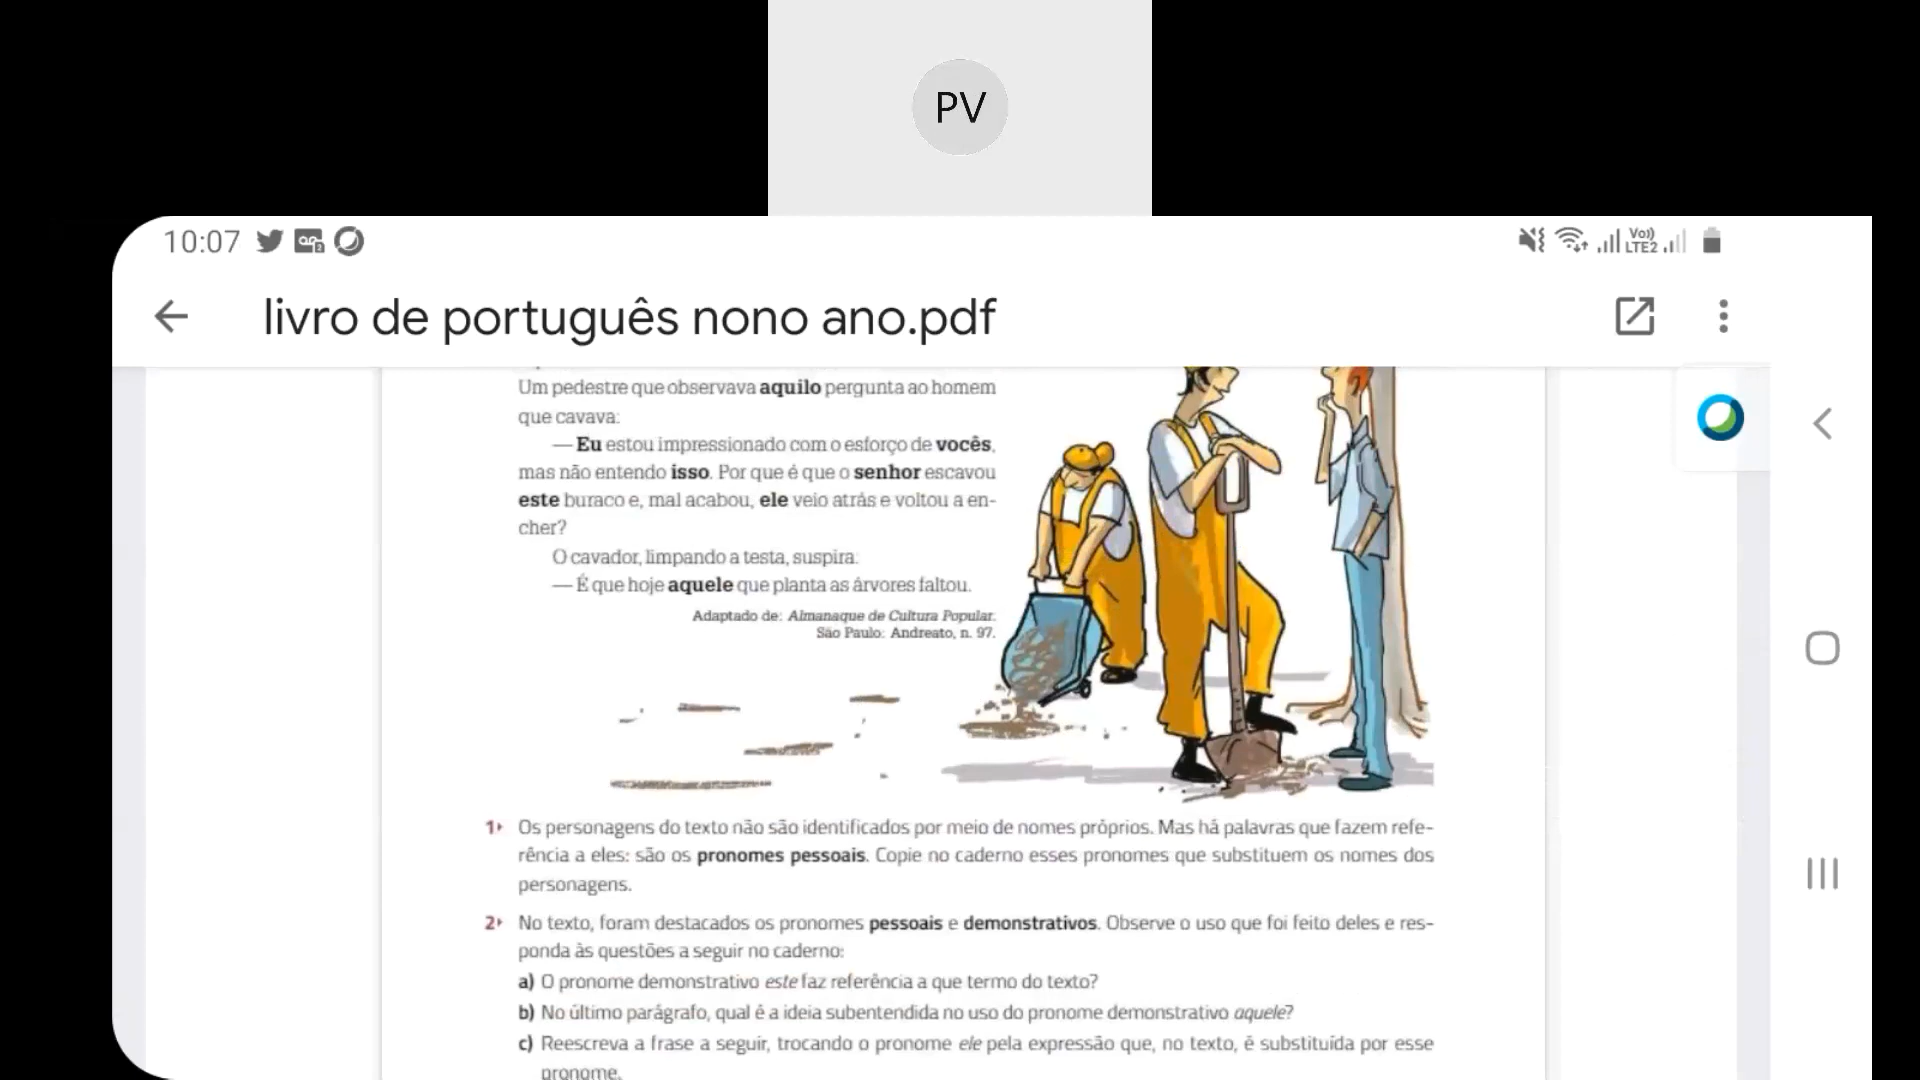 PV
10:07
Vo))
LTE2
livro de português nono ano.pdf
Um pedestre que observava aquilo pergunta ao homem
que cavava:
— Eu estou impressionado com o esforço de vocês,
mas não entendo isso. Por que é que o senhor escavou
este buraco e, mal acabou, ele veio atrás e voltou a en-
cher?
O cavador, limpando a testa, suspira:
— É que hoje aquele que planta as árvores faltou.
Adaptado de: Almanaque de Cultura Popular.
São Paulo: Andreato, n. 97.
1 Os personagens do texto não são identificados por meio de nomes próprios. Mas há palavras que fazem refe-
rência a eles: são os pronomes pessoais. Copie no caderno esses pronomes que substituem os nomes dos
personagens.
2 No texto, foram destacados os pronomes pessoais e demonstrativos. Observe o uso que foi feito deles e res-
ponda às questões a seguir no caderno:
a) O pronome demonstrativo este faz referência a que termo do texto?
b) No último parágrafo, qual é a ideia subentendida no uso do pronome demonstrativo aquele?
c) Reescreva a frase a seguir, trocando o pronome ele pela expressão que, no texto, é substituída por esse
pronome.